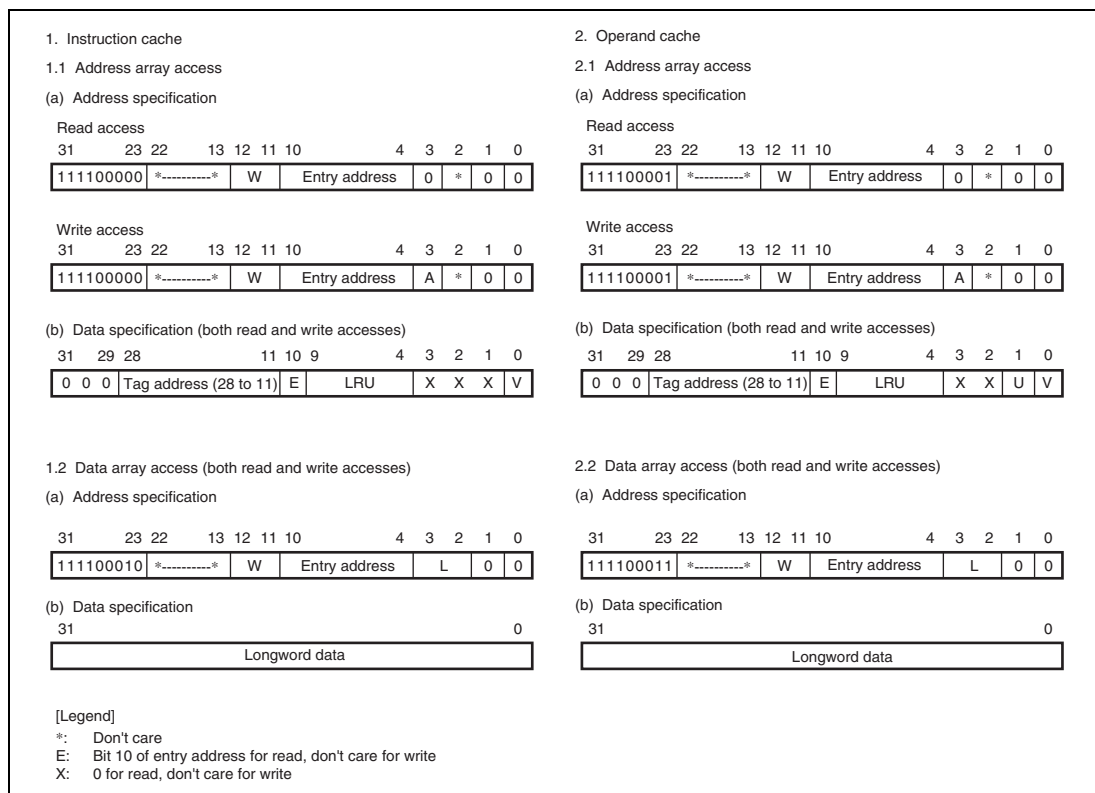 1. Instruction cache
1.1 Address array access
(a) Address specification
Read access
31 23 22 13 12 11 10 4 3 2 1 0
111100000 *----------* W Entry address 0 * 0 0
Write access
31 23 22 13 12 11 10 4 3 2 1 0
111100000 *----------* W Entry address A * 0 0
(b) Data specification (both read and write accesses)
31 29 28 11 10 9 4 3 2 1 0
0 0 0 Tag address (28 to 11) E LRU X X X V
1.2 Data array access (both read and write accesses)
(a) Address specification
31 23 22 13 12 11 10 4 3 2 1 0
111100010 *----------* W Entry address L 0 0
(b) Data specification
31 0
Longword data
2. Operand cache
2.1 Address array access
(a) Address specification
Read access
31 23 22 13 12 11 10 4 3 2 1 0
111100001 *----------* W Entry address 0 * 0 0
Write access
31 23 22 13 12 11 10 4 3 2 1 0
111100001 *----------* W Entry address A * 0 0
(b) Data specification (both read and write accesses)
31 29 28 11 10 9 4 3 2 1 0
0 0 0 Tag address (28 to 11) E LRU X X U V
2.2 Data array access (both read and write accesses)
(a) Address specification
31 23 22 13 12 11 10 4 3 2 1 0
111100011 *----------* W Entry address L 0 0
(b) Data specification
31 0
Longword data
[Legend]
*: Don't care
E: Bit 10 of entry address for read, don't care for write
X: 0 for read, don't care for write